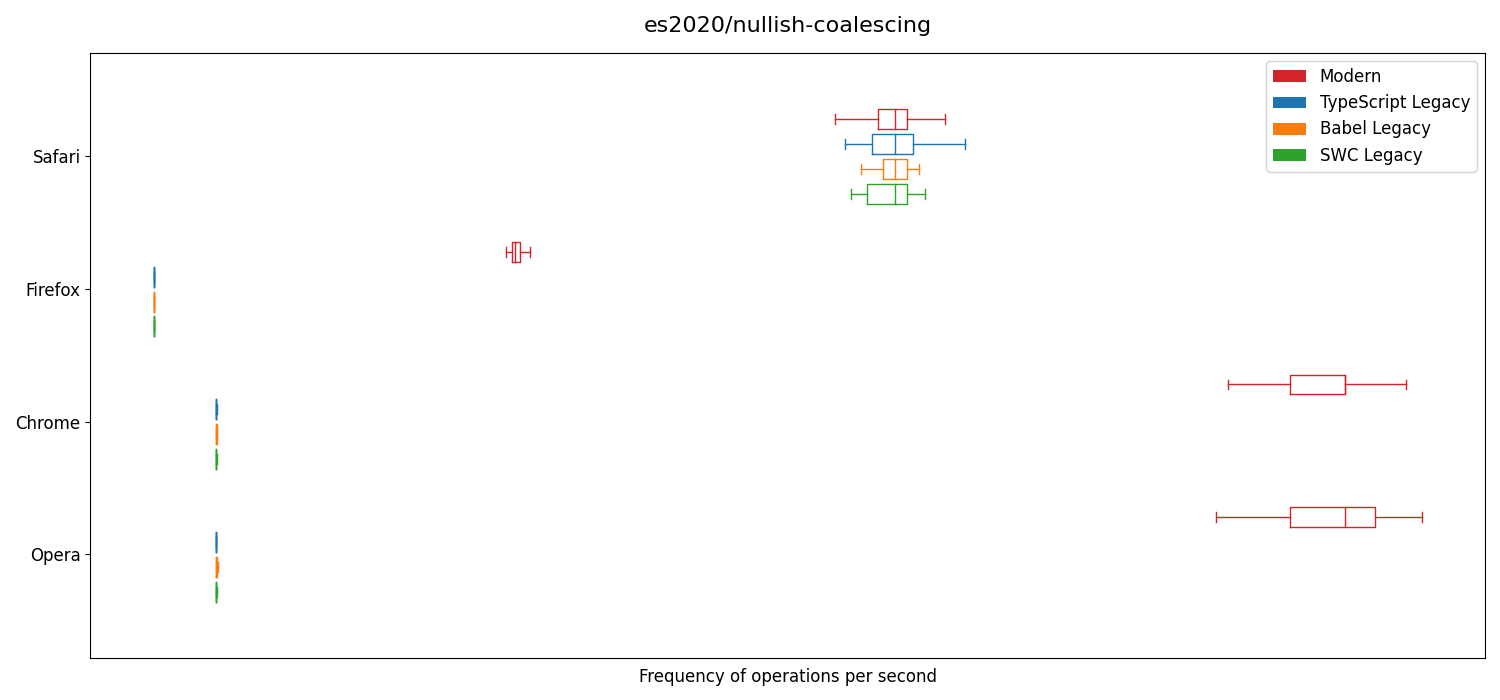 es2020/nullish-coalescing
Modern
TypeScript Legacy
Babel Legacy
SWC Legacy
Safari
Firefox
Chrome
Opera
Frequency of operations per second